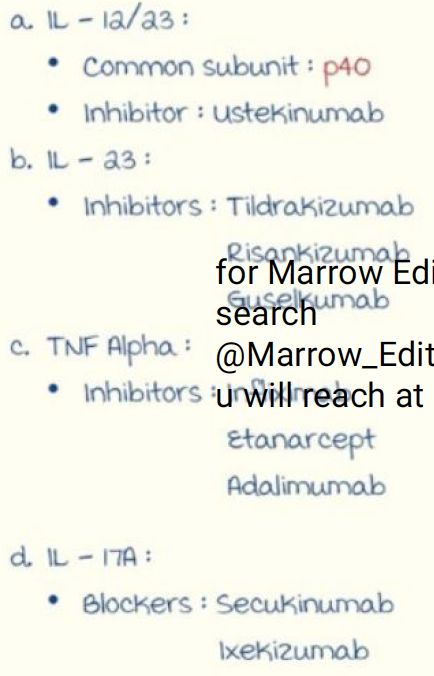 a. IL - 12/23 :
• Common subunit : p40
• Inhibitor : Ustekinumab
b. IL - 23 :
• Inhibitors : Tildrakizumab
Risankizumab
for Marrow Edi
Guselkumab
search
c. TNF Alpha :
@Marrow_Edit
• Inhibitors : Infliximab
u will reach at
Etanarcept
Adalimumab
d. IL - 17A :
• Blockers : Secukinumab
Ixekizumab